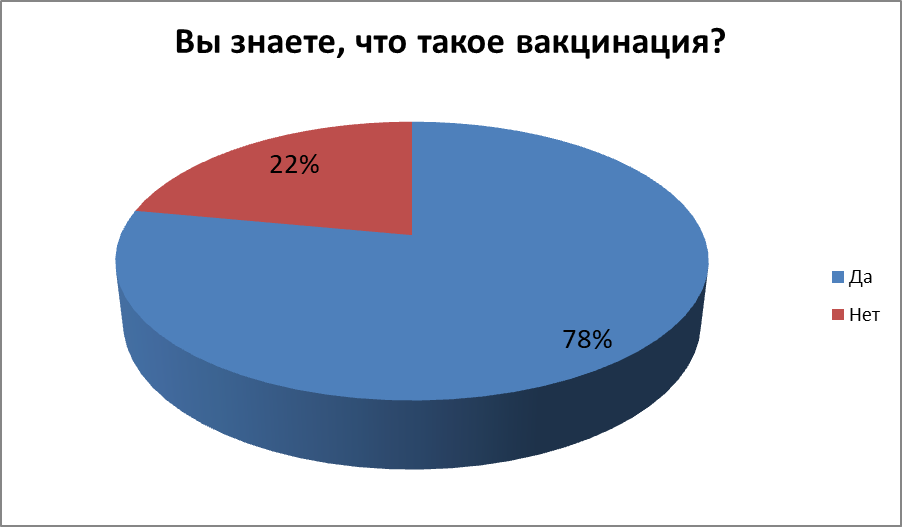 Вы знаете, что такое вакцинация?
22%
78%
Да
Нет